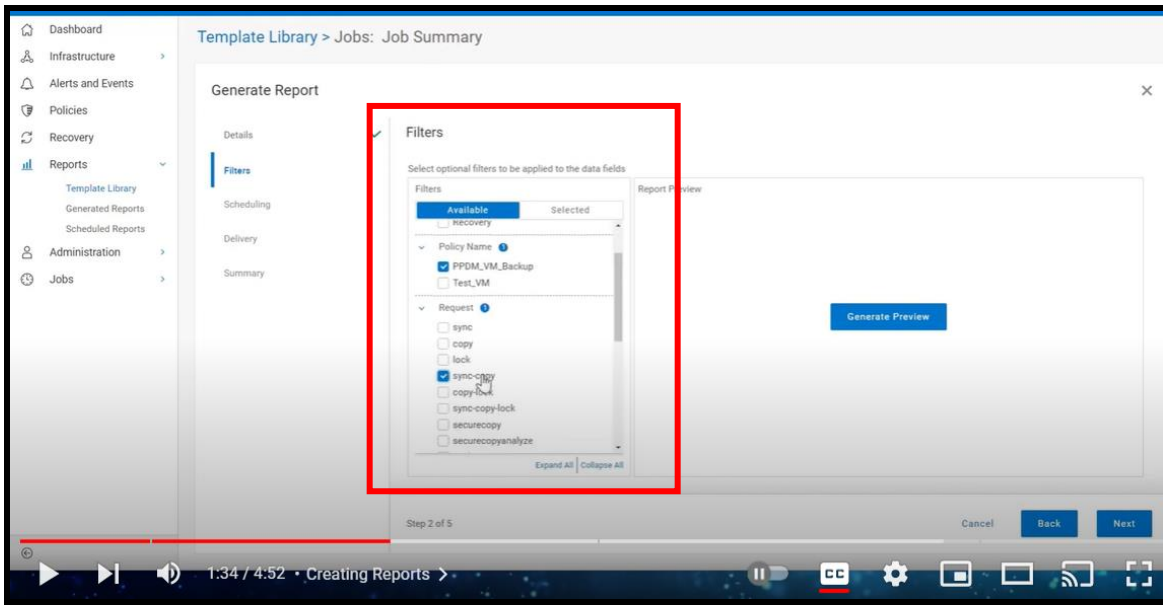 Dashboard
Infrastructure
Alerts and Events
Policies
Recovery
Reports
Template Library
Generated Reports
Scheduled Reports
Administration
Jobs
Template Library > Jobs: Job Summary
Generate Report
Details
Filters
Scheduling
Delivery
Summary
Filters
Select optional filters to be applied to the data fields
Filters
Available Selected
Recovery
Policy Name 1
PPDM_VM_Backup
Test_VM
Request 1
sync
copy
lock
sync-copy
copy-lock
sync-copy-lock
securecopy
securecopyanalyze
Expand All Collapse All
Report Preview
Generate Preview
Step 2 of 5
Cancel Back Next
1:34 / 4:52 • Creating Reports
CC